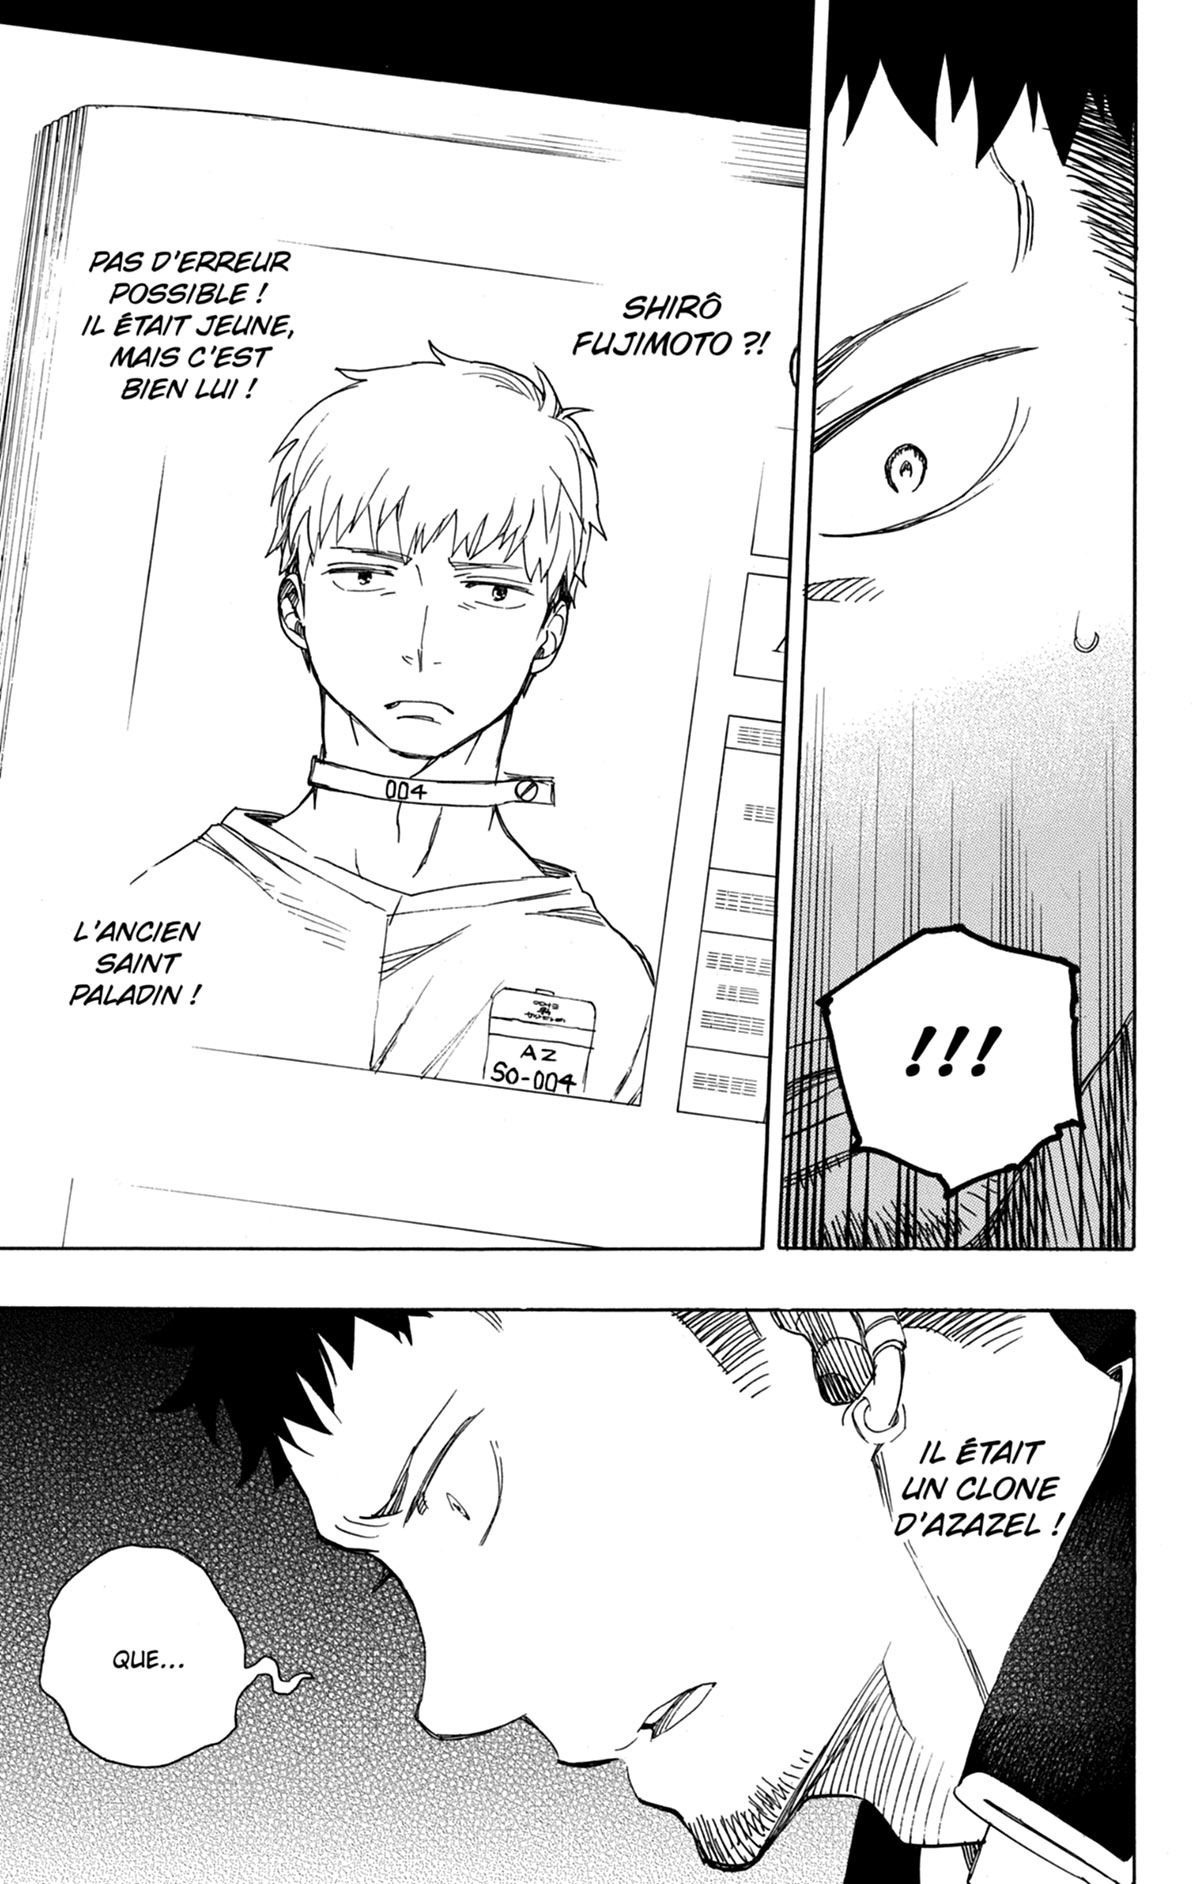 !!!
SHIRÔ
FUJIMOTO ?!
PAS D'ERREUR
POSSIBLE !
IL ÉTAIT JEUNE,
MAIS C'EST
BIEN LUI !
004
L'ANCIEN
SAINT
PALADIN !
AZ
SO-004
IL ÉTAIT
UN CLONE
D'AZAZEL !
QUE...